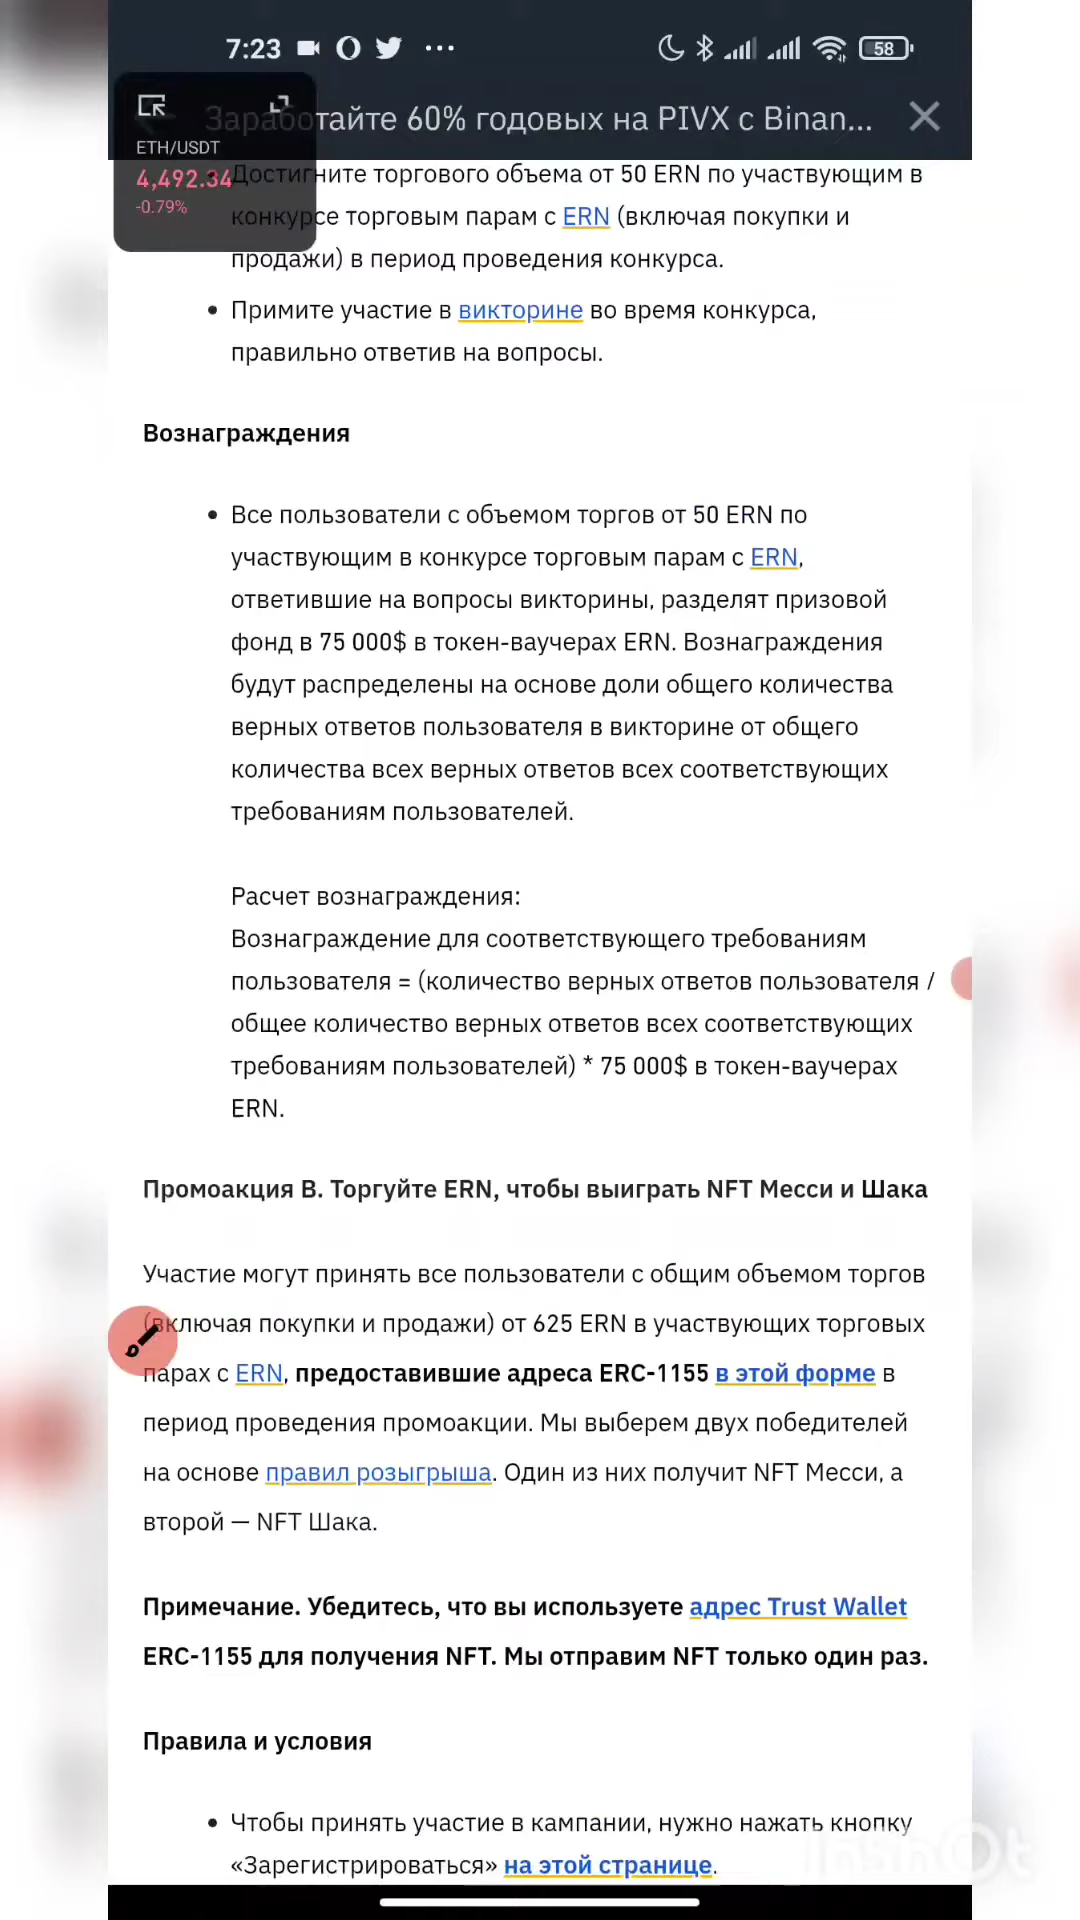 7:23
58
Заработайте 60% годовых на PIVX с Binan...
ETH/USDT
4,492.34
-0.79%
Достигните торгового объема от 50 ERN по участвующим в
конкурсе торговым парам с ERN (включая покупки и
продажи) в период проведения конкурса.
• Примите участие в викторине во время конкурса,
правильно ответив на вопросы.
Вознаграждения
• Все пользователи с объемом торгов от 50 ERN по
участвующим в конкурсе торговым парам с ERN,
ответившие на вопросы викторины, разделят призовой
фонд в 75 000$ в токен-ваучерах ERN. Вознаграждения
будут распределены на основе доли общего количества
верных ответов пользователя в викторине от общего
количества всех верных ответов всех соответствующих
требованиям пользователей.
Расчет вознаграждения:
Вознаграждение для соответствующего требованиям
пользователя = (количество верных ответов пользователя /
общее количество верных ответов всех соответствующих
требованиям пользователей) * 75 000$ в токен-ваучерах
ERN.
Промоакция B. Торгуйте ERN, чтобы выиграть NFT Месси и Шака
Участие могут принять все пользователи с общим объемом торгов
(включая покупки и продажи) от 625 ERN в участвующих торговых
парах с ERN, предоставившие адреса ERC-1155 в этой форме в
период проведения промоакции. Мы выберем двух победителей
на основе правил розыгрыша. Один из них получит NFT Месси, а
второй — NFT Шака.
Примечание. Убедитесь, что вы используете адрес Trust Wallet
ERC-1155 для получения NFT. Мы отправим NFT только один раз.
Правила и условия
• Чтобы принять участие в кампании, нужно нажать кнопку
«Зарегистрироваться» на этой странице.
InShOt